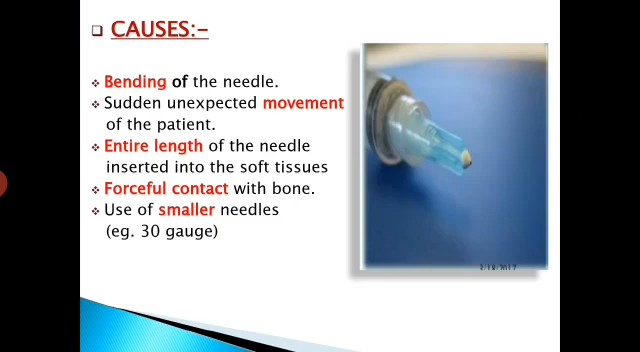 CAUSES:-
Bending of the needle.
Sudden unexpected movement
of the patient.
Entire length of the needle
inserted into the soft tissues
Forceful contact with bone.
Use of smaller needles
(eg. 30 gauge)